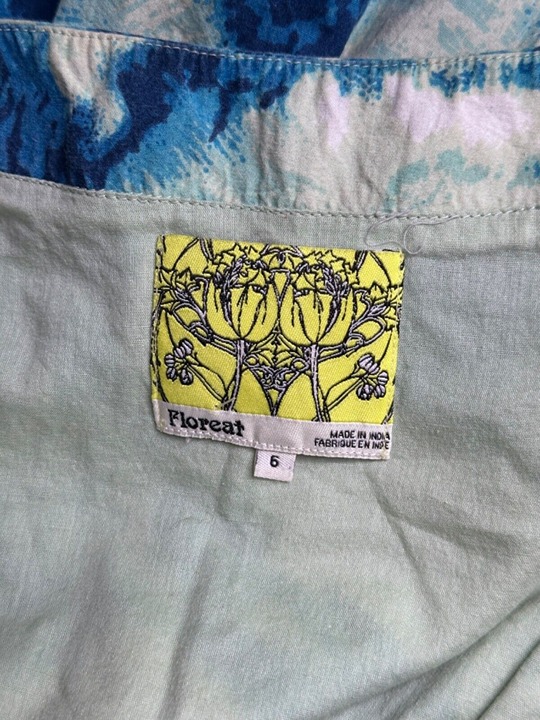 Floreat
MADE IN INDIA
FABRIQUE EN INDE
6